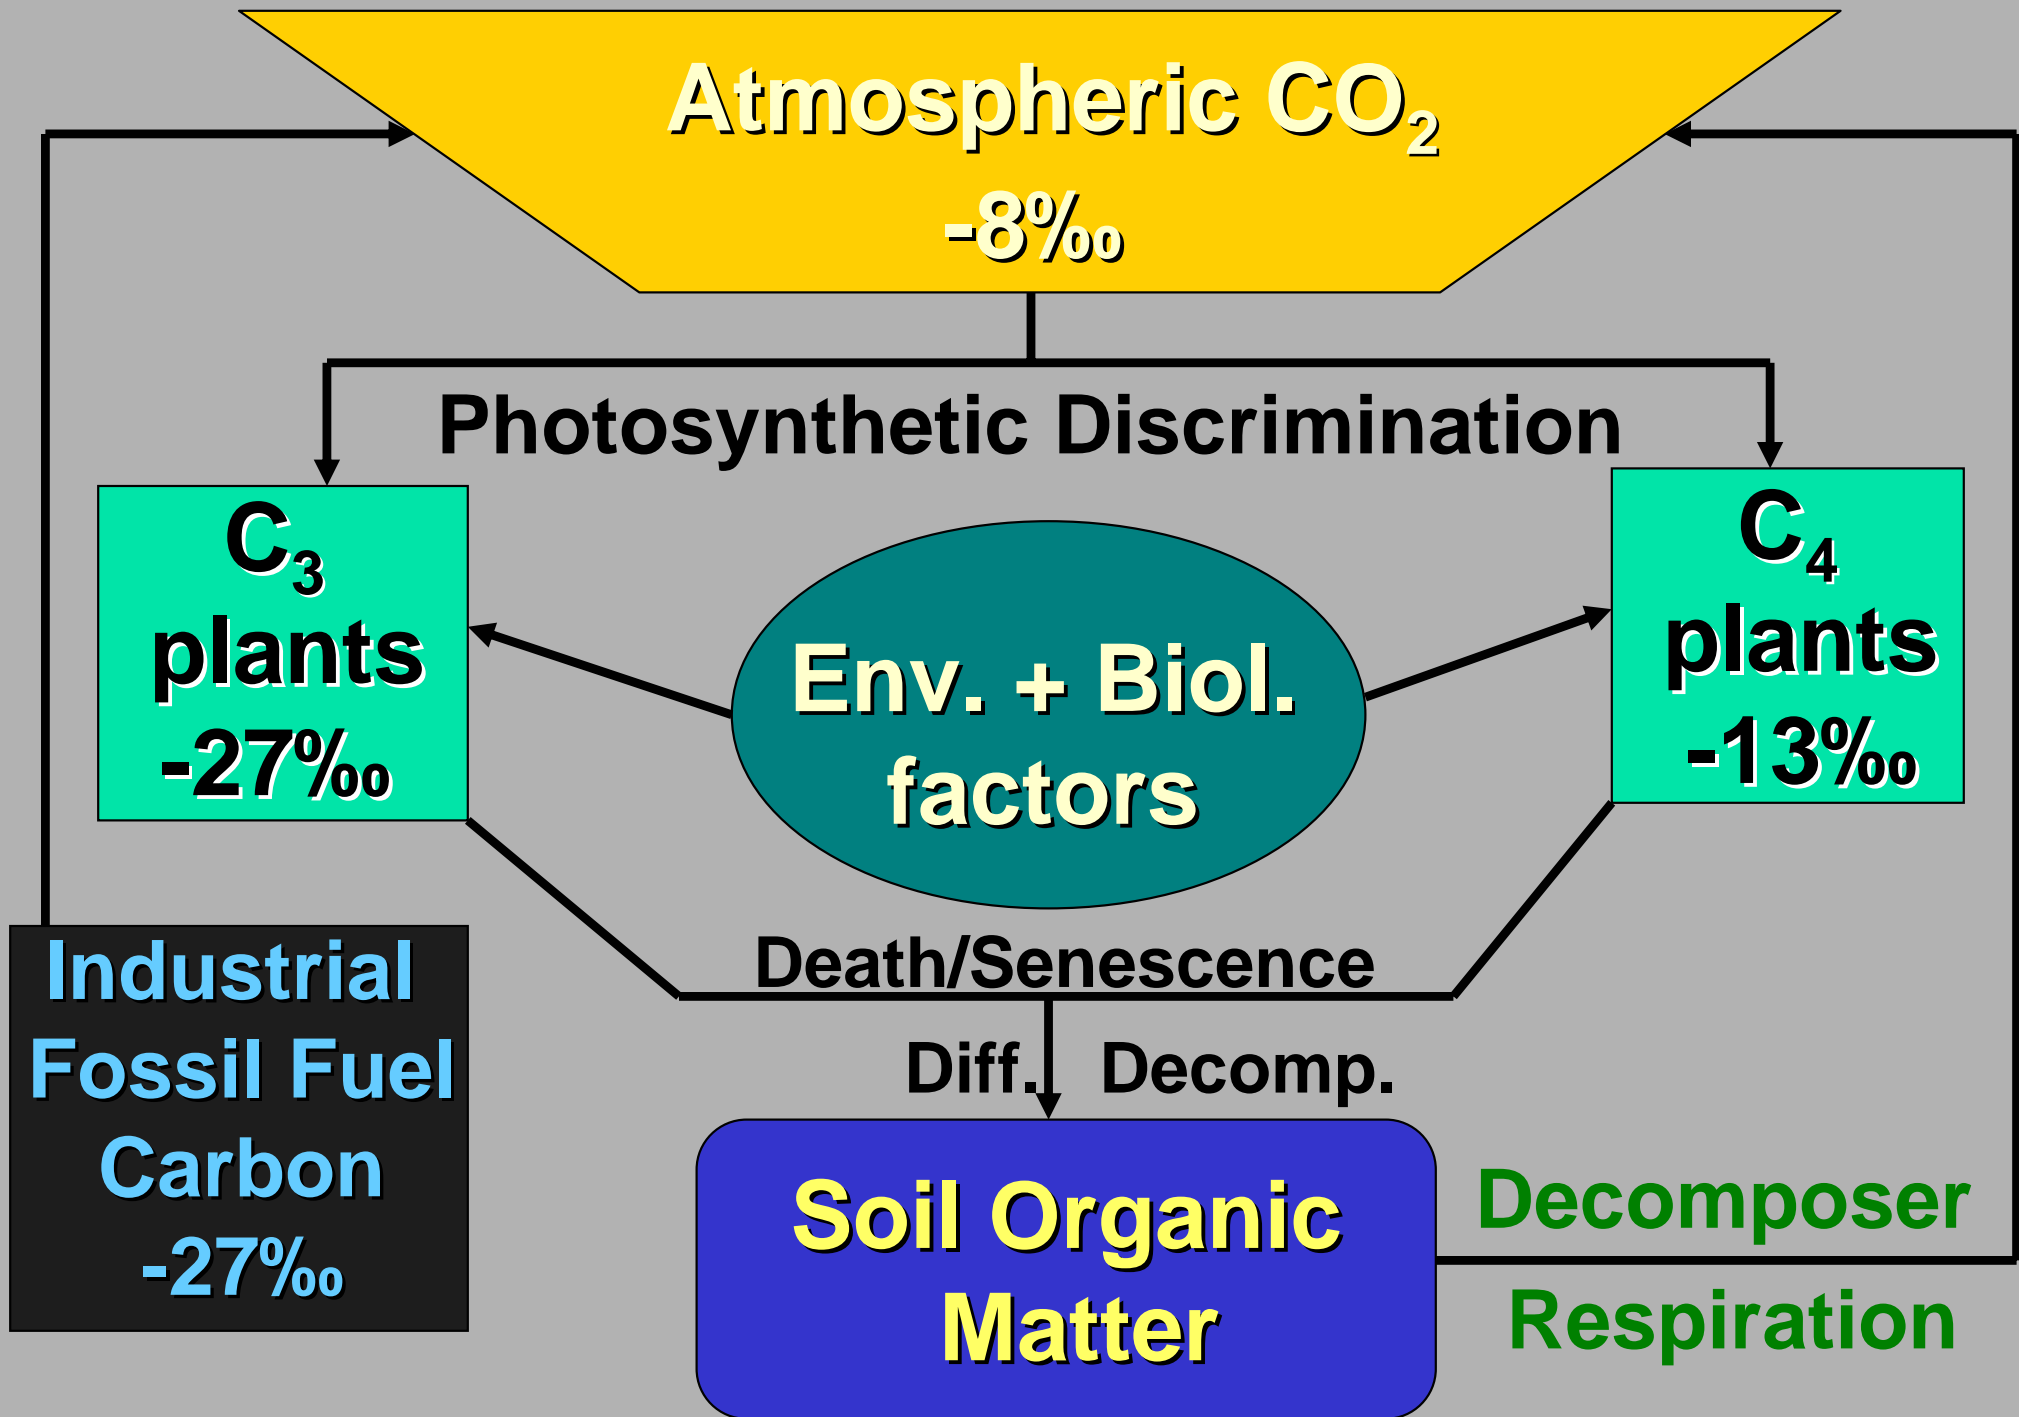 Atmospheric CO₂
-8‰
Photosynthetic Discrimination
C₃
plants
-27‰
C₄
plants
-13‰
Env. + Biol.
factors
Death/Senescence
Diff. Decomp.
Industrial
Fossil Fuel
Carbon
-27‰
Soil Organic
Matter
Decomposer
Respiration